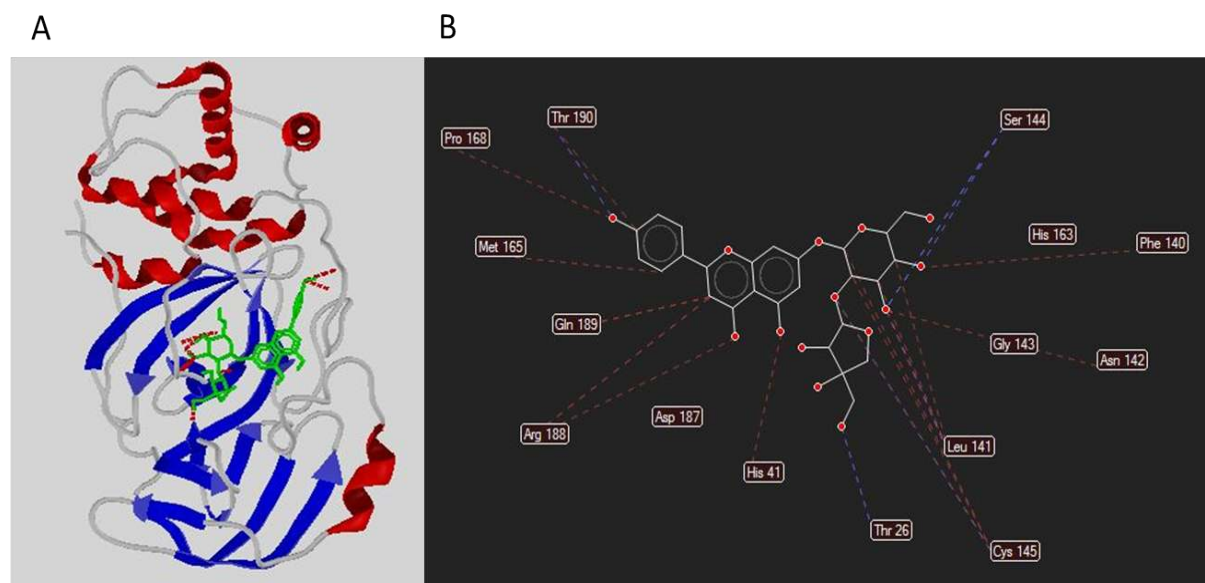 A
B
Thr 190
Ser 144
Pro 168
His 163
Phe 140
Met 165
Gln 189
Gly 143
Asn 142
Asp 187
Arg 188
Leu 141
His 41
Thr 26
Cys 145